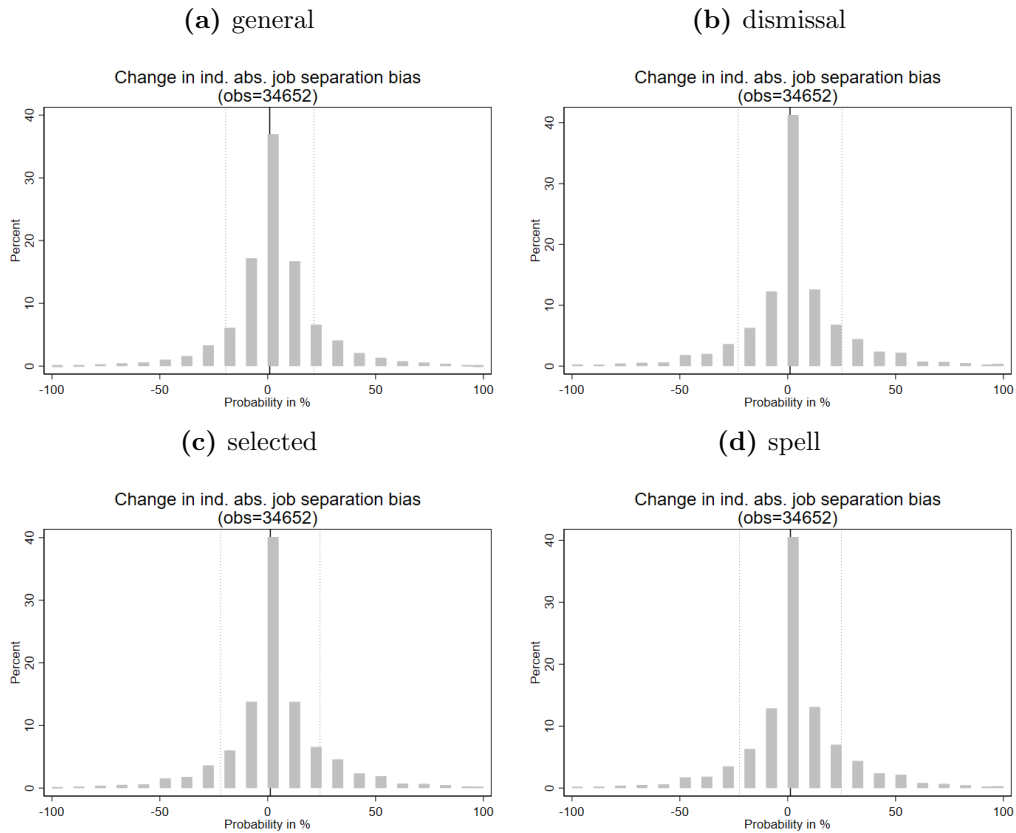 (a) general
Change in ind. abs. job separation bias
(obs=34652)
Percent
40
30
20
10
0
-100 -50 0 50 100
Probability in %
(b) dismissal
Change in ind. abs. job separation bias
(obs=34652)
Percent
40
30
20
10
0
-100 -50 0 50 100
Probability in %
(c) selected
Change in ind. abs. job separation bias
(obs=34652)
Percent
40
30
20
10
0
-100 -50 0 50 100
Probability in %
(d) spell
Change in ind. abs. job separation bias
(obs=34652)
Percent
40
30
20
10
0
-100 -50 0 50 100
Probability in %